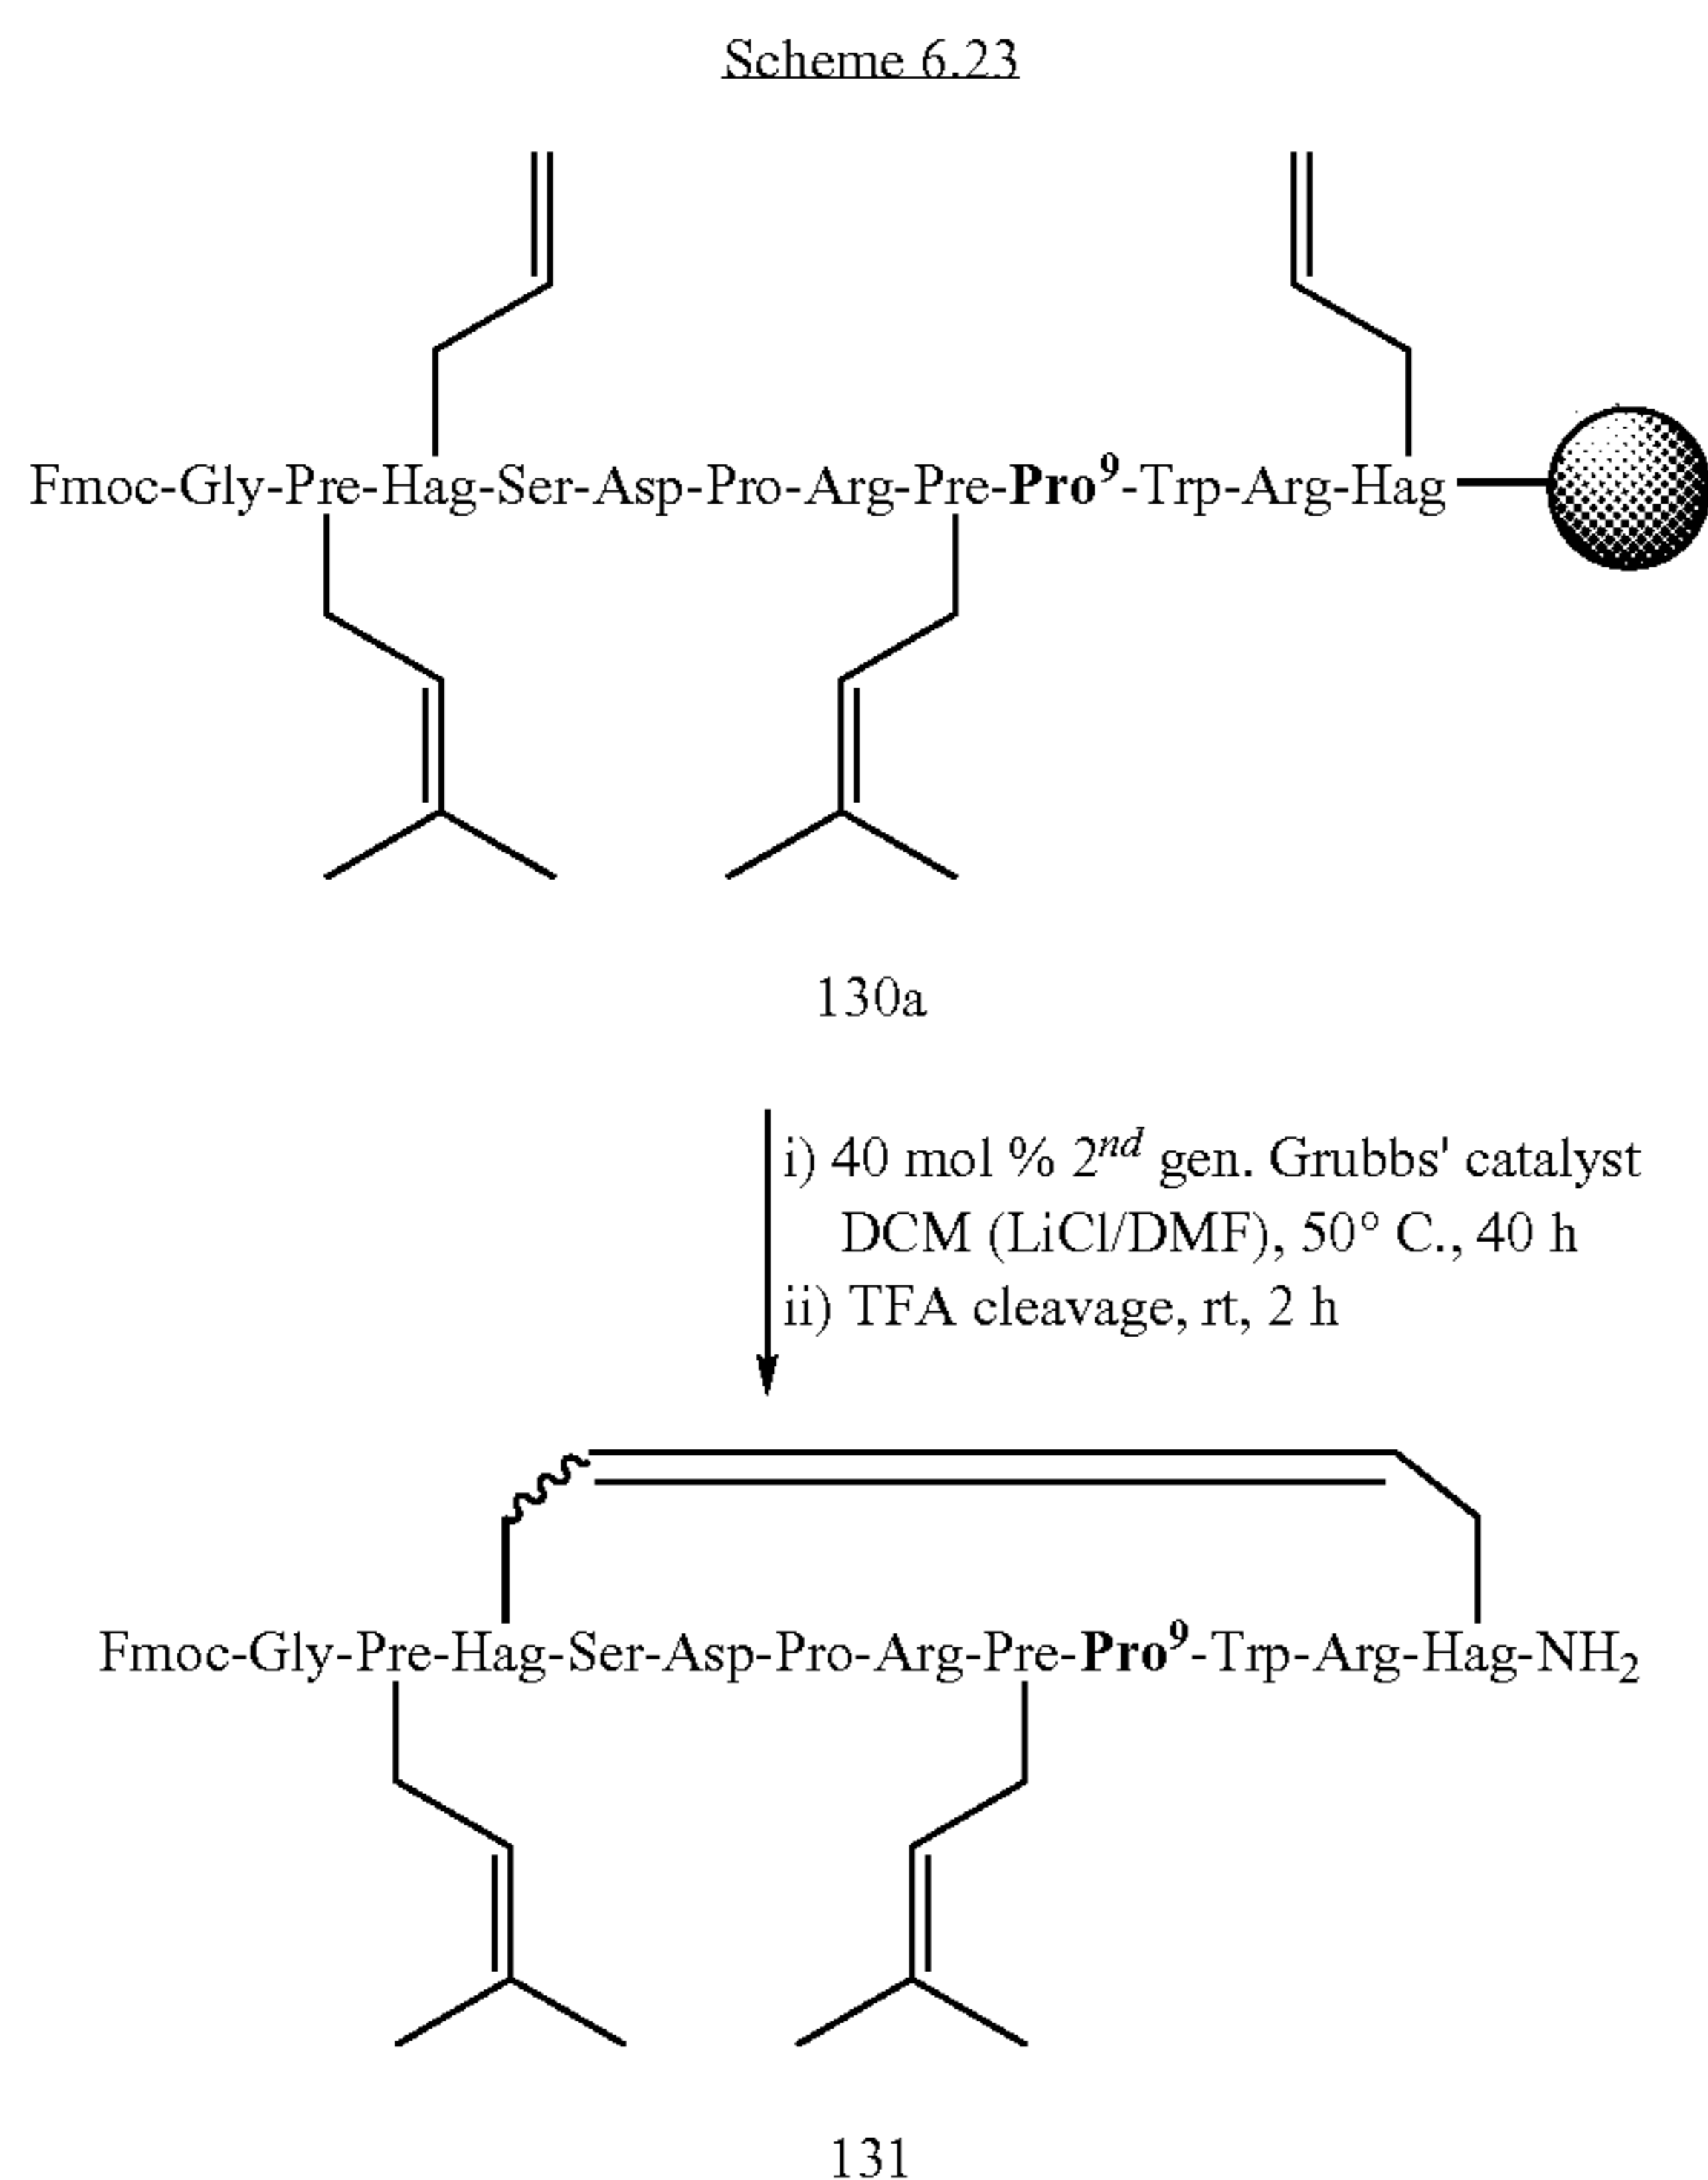 Scheme 6.23
Fmoc-Gly-Pre-Hag-Ser-Asp-Pro-Arg-Pre-Pro⁹-Trp-Arg-Hag
130a
i) 40 mol % 2ⁿᵈ gen. Grubbs' catalyst
DCM (LiCl/DMF), 50° C., 40 h
ii) TFA cleavage, rt, 2 h
Fmoc-Gly-Pre-Hag-Ser-Asp-Pro-Arg-Pre-Pro⁹-Trp-Arg-Hag-NH₂
131